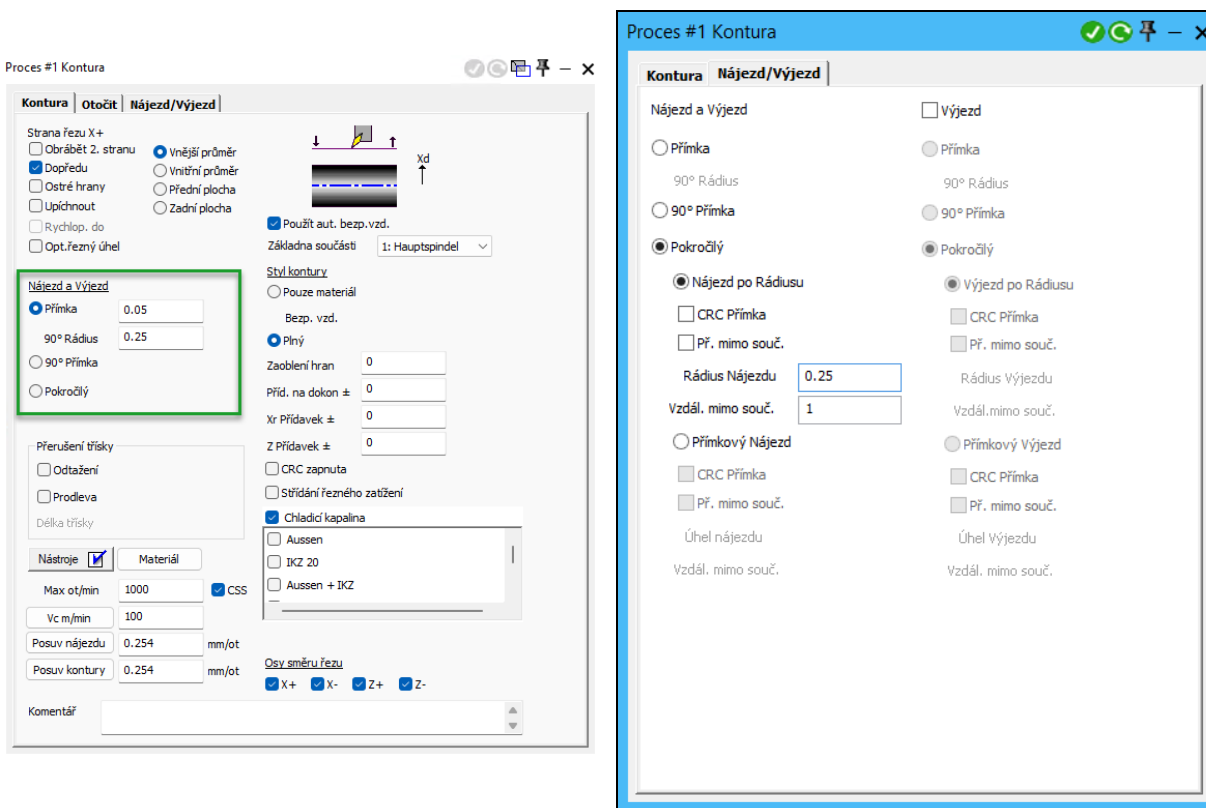 Proces #1 Kontura
Kontura Otočit Nájezd/Výjezd
Strana řezu X+
Obrábět 2. stranu
Dopředu
Ostré hrany
Upíchnout
Rychlop. do
Opt.řezný úhel
Vnější průměr
Vnitřní průměr
Přední plocha
Zadní plocha
Xd
Použít aut. bezp.vzd.
Základna součásti 1: Hauptspindel
Nájezd a Výjezd
Přímka 0.05
90° Rádius 0.25
90° Přímka
Pokročilý
Styl kontury
Pouze materiál
Bezp. vzd.
Plný
Zaoblení hran 0
Příd. na dokon ± 0
Xr Přídavek ± 0
Z Přídavek ± 0
CRC zapnuta
Střídání řezného zatížení
Přerušení třísky
Odtažení
Prodleva
Délka třísky
Chladicí kapalina
Aussen
IKZ 20
Aussen + IKZ
Nástroje Materiál
Max ot/min 1000 CSS
Vc m/min 100
Posuv nájezdu 0.254 mm/ot
Posuv kontury 0.254 mm/ot
Osy směru řezu
X+ X- Z+ Z-
Komentář
Proces #1 Kontura
Kontura Nájezd/Výjezd
Nájezd a Výjezd
Přímka
90° Rádius
90° Přímka
Pokročilý
Nájezd po Rádiusu
CRC Přímka
Př. mimo souč.
Rádius Nájezdu 0.25
Vzdál. mimo souč. 1
Přímkový Nájezd
CRC Přímka
Př. mimo souč.
Úhel nájezdu
Vzdál. mimo souč.
Výjezd
Přímka
90° Rádius
90° Přímka
Pokročilý
Výjezd po Rádiusu
CRC Přímka
Př. mimo souč.
Rádius Výjezdu
Vzdál.mimo souč.
Přímkový Výjezd
CRC Přímka
Př. mimo souč.
Úhel Výjezdu
Vzdál. mimo souč.